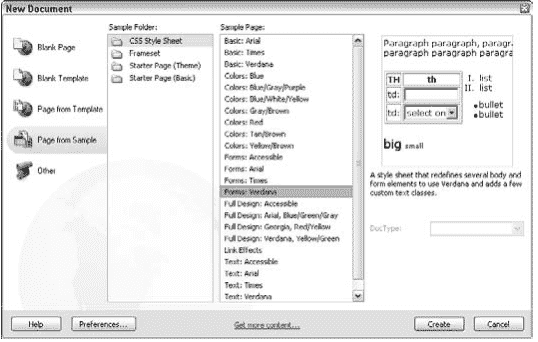 New Document
Sample Folder:
Sample Page:
Blank Page
Blank Template
Page from Template
Page from Sample
Other
CSS Style Sheet
Frameset
Starter Page (Theme)
Starter Page (Basic)
Basic: Arial
Basic: Times
Basic: Verdana
Colors: Blue
Colors: Blue/Gray/Purple
Colors: Blue/White/Yellow
Colors: Gray/Brown
Colors: Red
Colors: Tan/Brown
Colors: Yellow/Brown
Forms: Accessible
Forms: Arial
Forms: Times
Forms: Verdana
Full Design: Accessible
Full Design: Arial, Blue/Green/Gray
Full Design: Georgia, Red/Yellow
Full Design: Verdana, Yellow/Green
Link Effects
Text: Accessible
Text: Arial
Text: Times
Text: Verdana
Paragraph paragraph, paragra
paragraph paragraph paragra
TH th
td:
td: select on
I. list
II. list
bullet
bullet
big small
A style sheet that redefines several body and
form elements to use Verdana and adds a few
custom text classes.
DocType:
Help
Preferences...
Get more content...
Create
Cancel